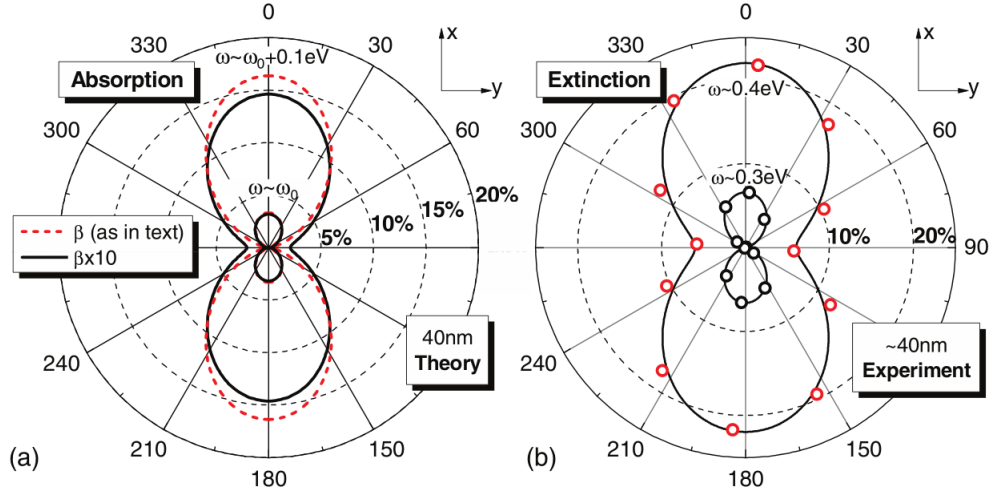 0
330
30
300
60
240
210
180
150
Absorption
ω~ω₀+0.1eV
ω~ω₀
x
y
5%
10%
15%
20%
β (as in text)
βx10
40nm
Theory
(a)
0
330
30
300
60
90
240
210
180
150
Extinction
ω~0.4eV
ω~0.3eV
x
y
10%
20%
~40nm
Experiment
(b)